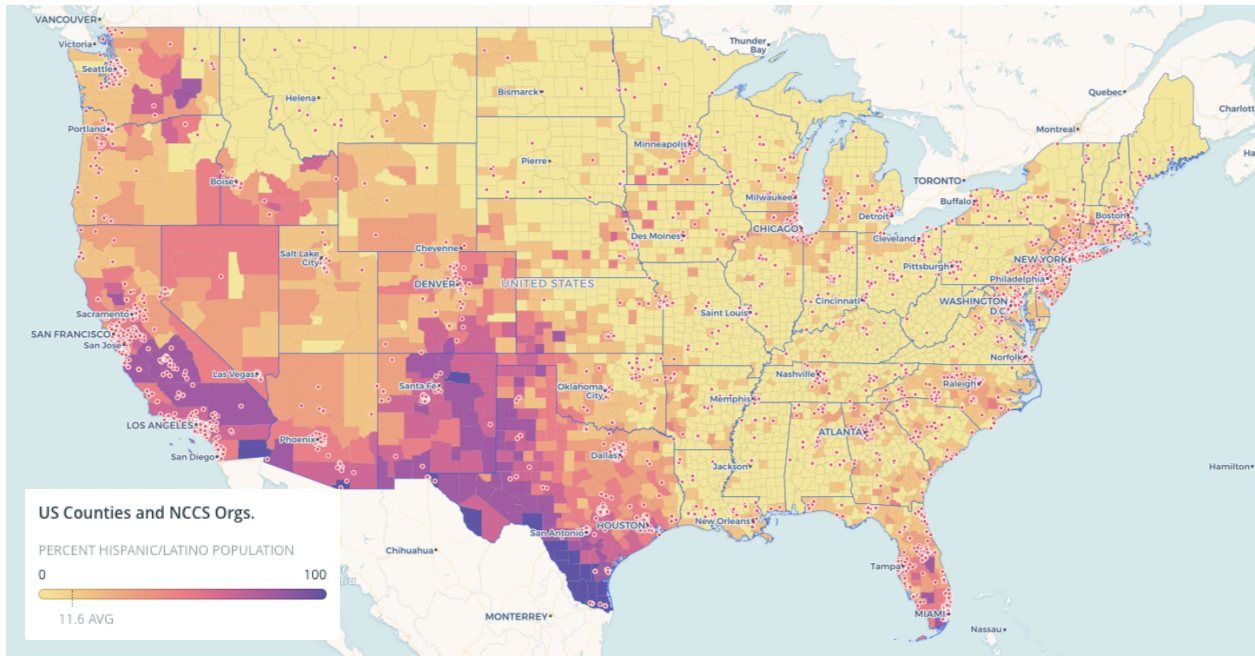 VANCOUVER
Victoria
Seattle
Portland
Helena
Boise
Bismarck
Pierre
Thunder
Bay
Minneapolis
Milwaukee
CHICAGO
Des Moines
Detroit
Cleveland
TORONTO
Buffalo
Quebec
Montreal
Charlott
Ha
Boston
NEW YORK
Philadelphia
Pittsburgh
WASHINGTON
D.C.
Norfolk
Cincinnati
Salt Lake
City
Cheyenne
DENVER
UNITED STATES
Saint Louis
Sacramento
SAN FRANCISCO
San Jose
Las Vegas
Santa Fe
Oklahoma
City
Nashville
Memphis
Raleigh
LOS ANGELES
Phoenix
San Diego
Dallas
ATLANTA
Jackson
Hamilton
New Orleans
HOUSTON
San Antonio
Chihuahua
MONTERREY
Tampa
MIAMI
Nassau
US Counties and NCCS Orgs.
PERCENT HISPANIC/LATINO POPULATION
0 100
11.6 AVG